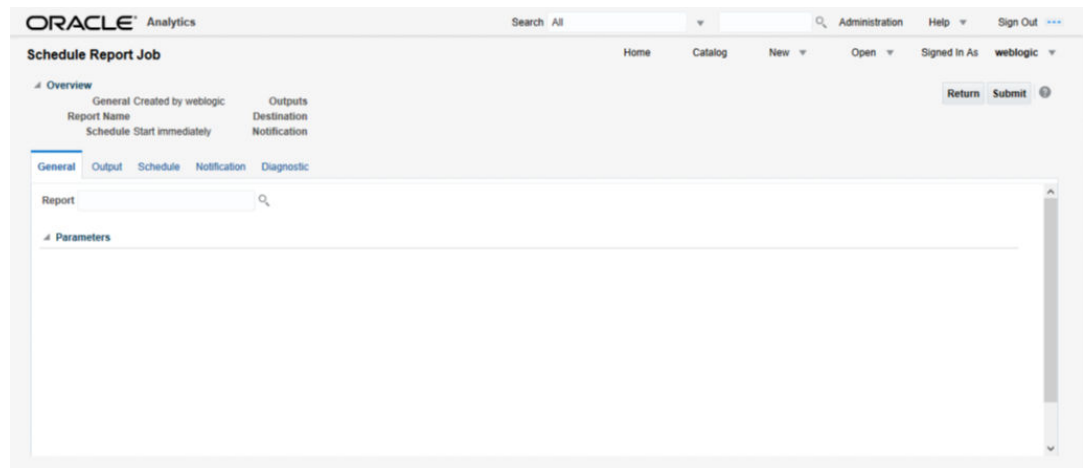 ORACLE Analytics Search All Administration Help Sign Out
Schedule Report Job Home Catalog New Open Signed In As weblogic
Overview
General Created by weblogic Outputs
Report Name Destination
Schedule Start immediately Notification
Return Submit
General Output Schedule Notification Diagnostic
Report
Parameters